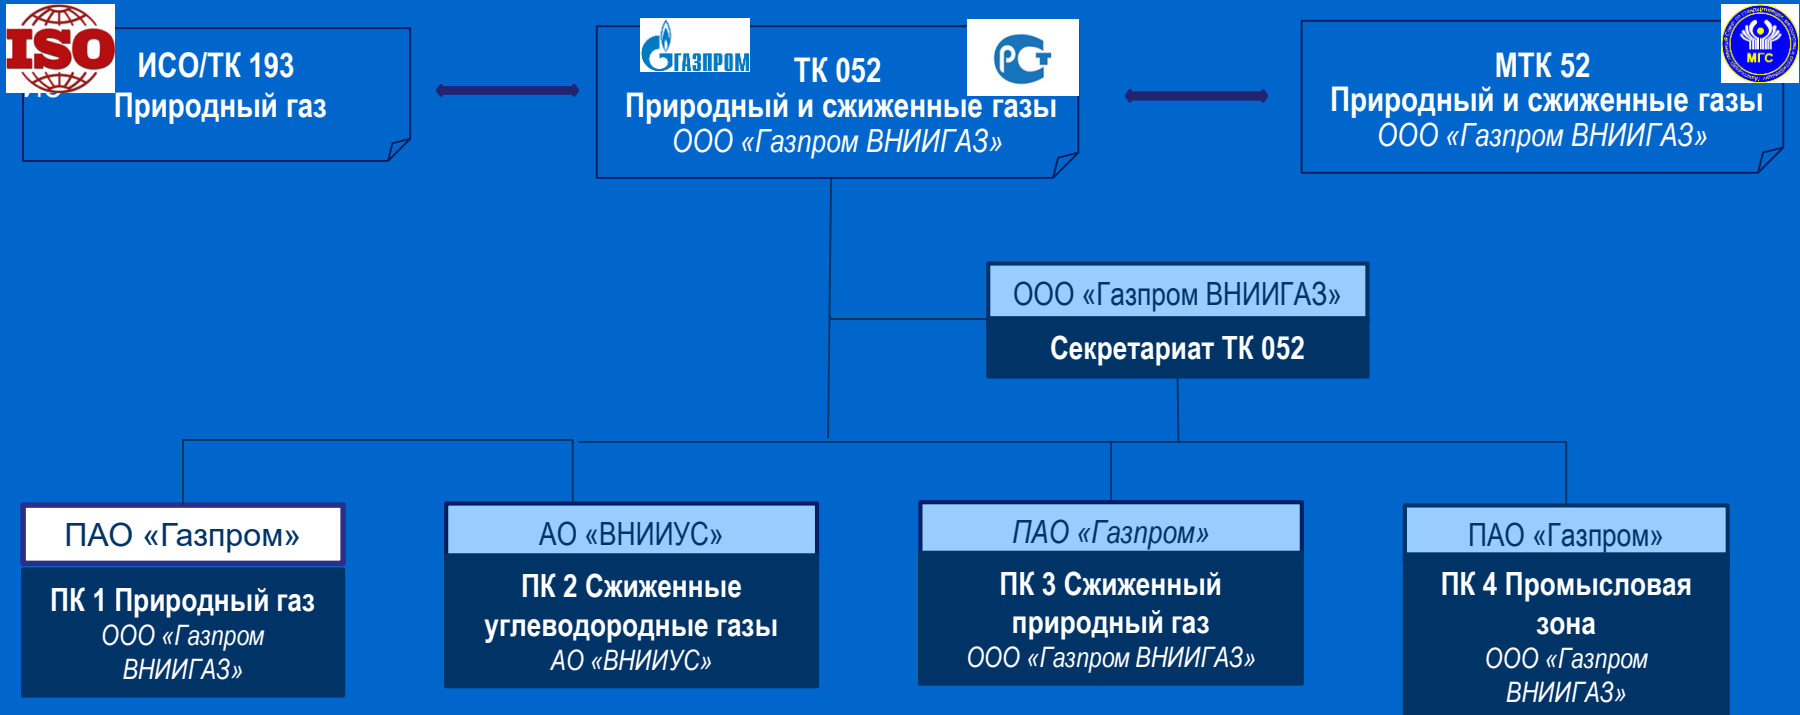 ISO
ИСО/ТК 193
Природный газ
ГАЗПРОМ
РСТ
ТК 052
Природный и сжиженные газы
ООО «Газпром ВНИИГАЗ»
МГС
МТК 52
Природный и сжиженные газы
ООО «Газпром ВНИИГАЗ»
ООО «Газпром ВНИИГАЗ»
Секретариат ТК 052
ПАО «Газпром»
ПК 1 Природный газ
ООО «Газпром
ВНИИГАЗ»
АО «ВНИИУС»
ПК 2 Сжиженные
углеводородные газы
АО «ВНИИУС»
ПАО «Газпром»
ПК 3 Сжиженный
природный газ
ООО «Газпром ВНИИГАЗ»
ПАО «Газпром»
ПК 4 Промысловая
зона
ООО «Газпром
ВНИИГАЗ»